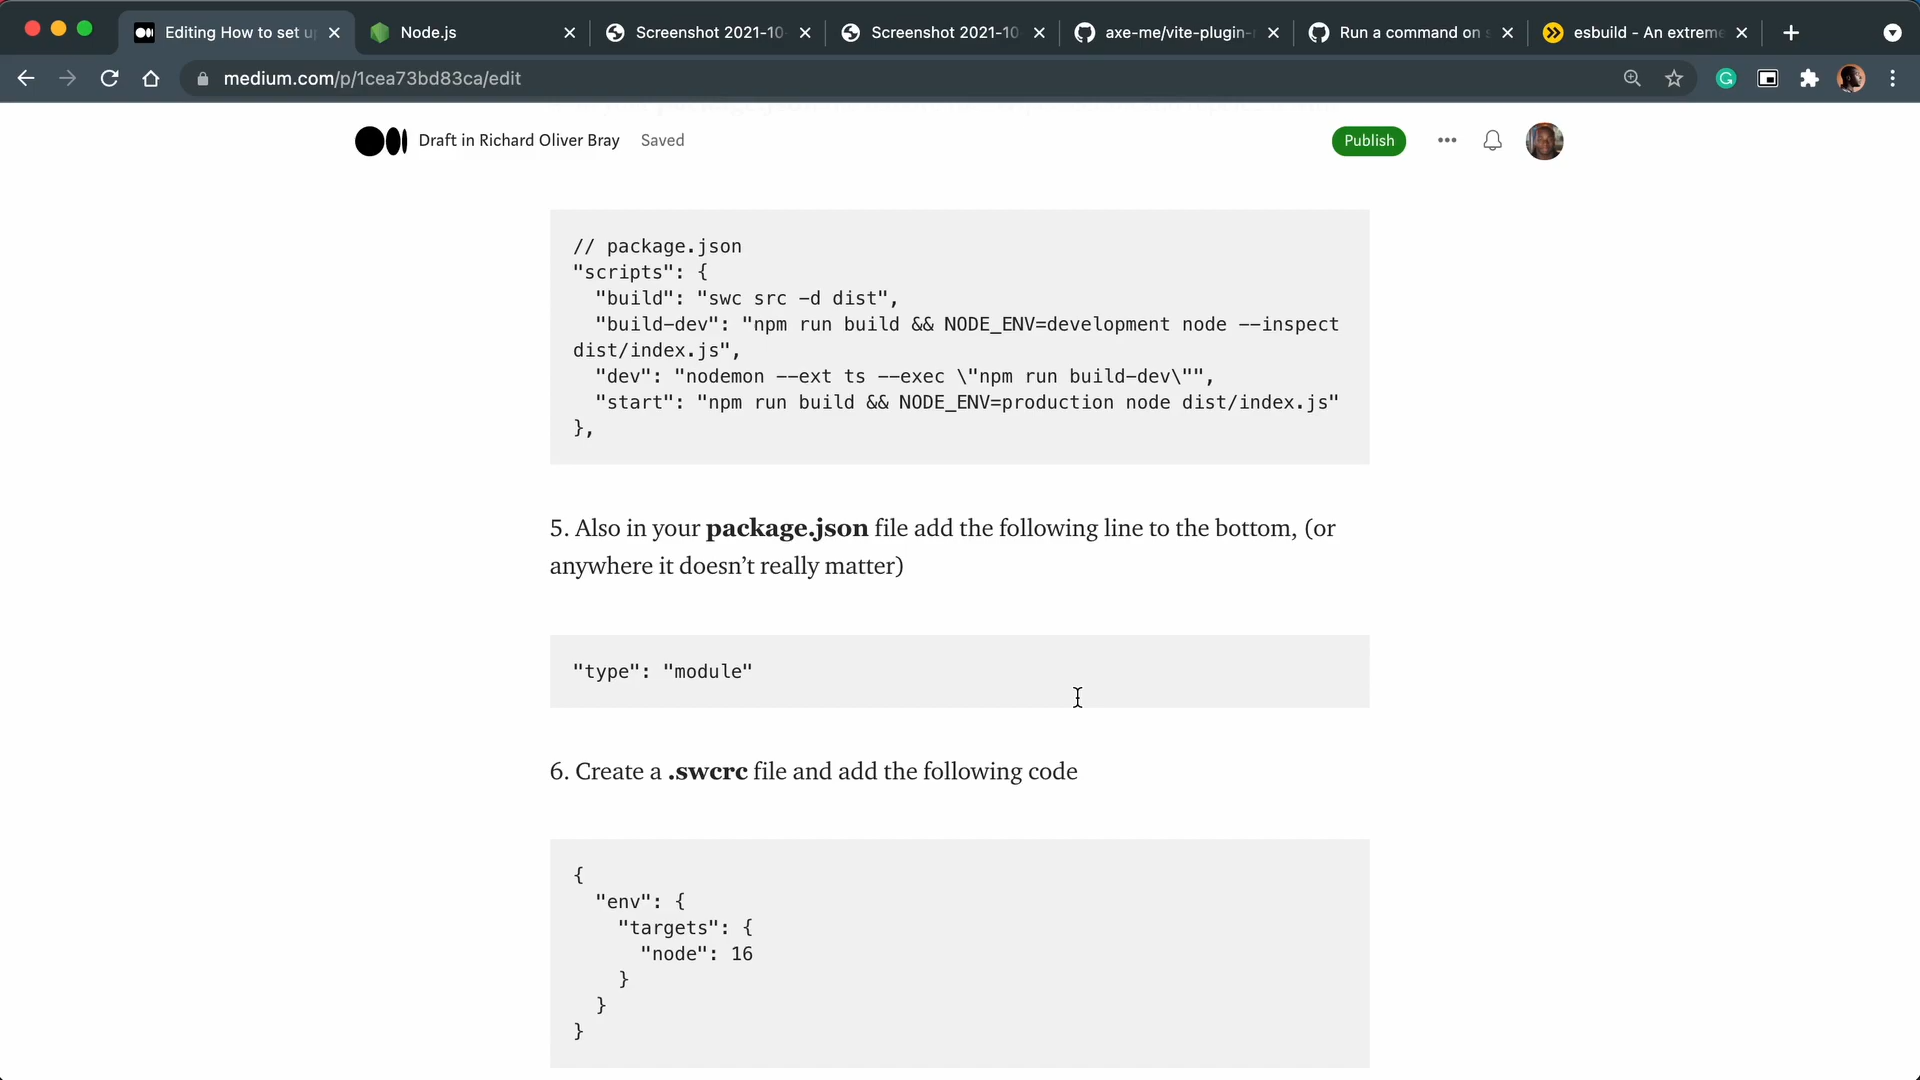 Editing How to set u
Node.js
Screenshot 2021-10
Screenshot 2021-10
axe-me/vite-plugin-
Run a command on s
esbuild - An extreme
medium.com/p/1cea73bd83ca/edit
Draft in Richard Oliver Bray
Saved
Publish
// package.json
"scripts": {
"build": "swc src -d dist",
"build-dev": "npm run build && NODE_ENV=development node --inspect
dist/index.js",
"dev": "nodemon --ext ts --exec \"npm run build-dev\"",
"start": "npm run build && NODE_ENV=production node dist/index.js"
},
5. Also in your package.json file add the following line to the bottom, (or
anywhere it doesn’t really matter)
"type": "module"
6. Create a .swcrc file and add the following code
{
"env": {
"targets": {
"node": 16
}
}
}